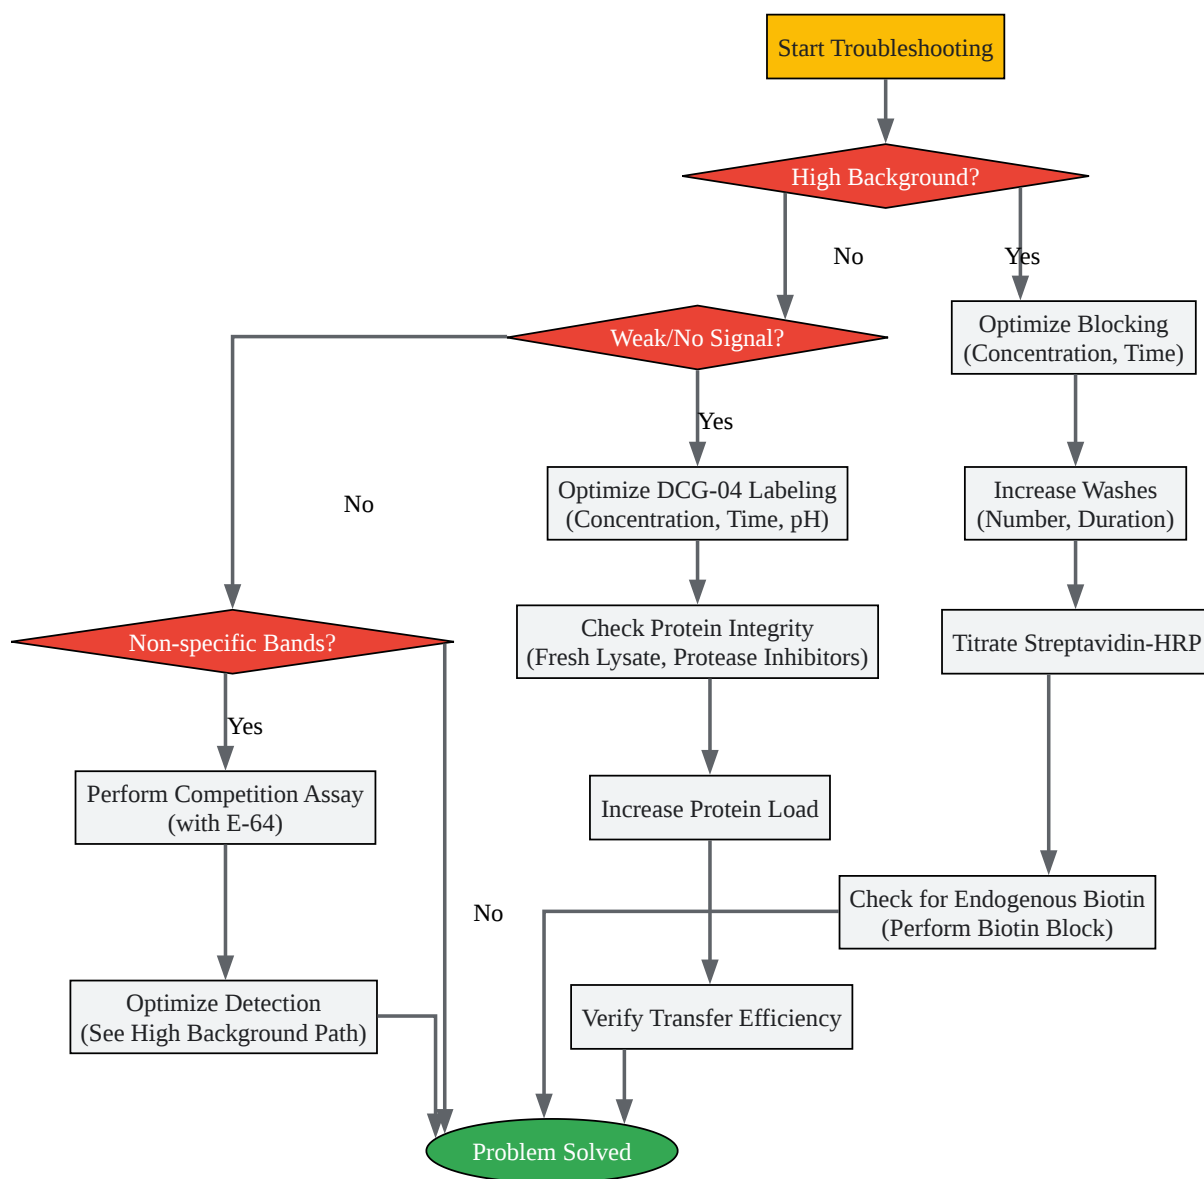 Start Troubleshooting
High Background?
No
Yes
Optimize Blocking
(Concentration, Time)
Weak/No Signal?
Yes
No
Optimize DCG-04 Labeling
(Concentration, Time, pH)
Increase Washes
(Number, Duration)
Non-specific Bands?
Check Protein Integrity
(Fresh Lysate, Protease Inhibitors)
Titrate Streptavidin-HRP
Yes
Perform Competition Assay
(with E-64)
Increase Protein Load
No
Check for Endogenous Biotin
(Perform Biotin Block)
Optimize Detection
(See High Background Path)
Verify Transfer Efficiency
Problem Solved